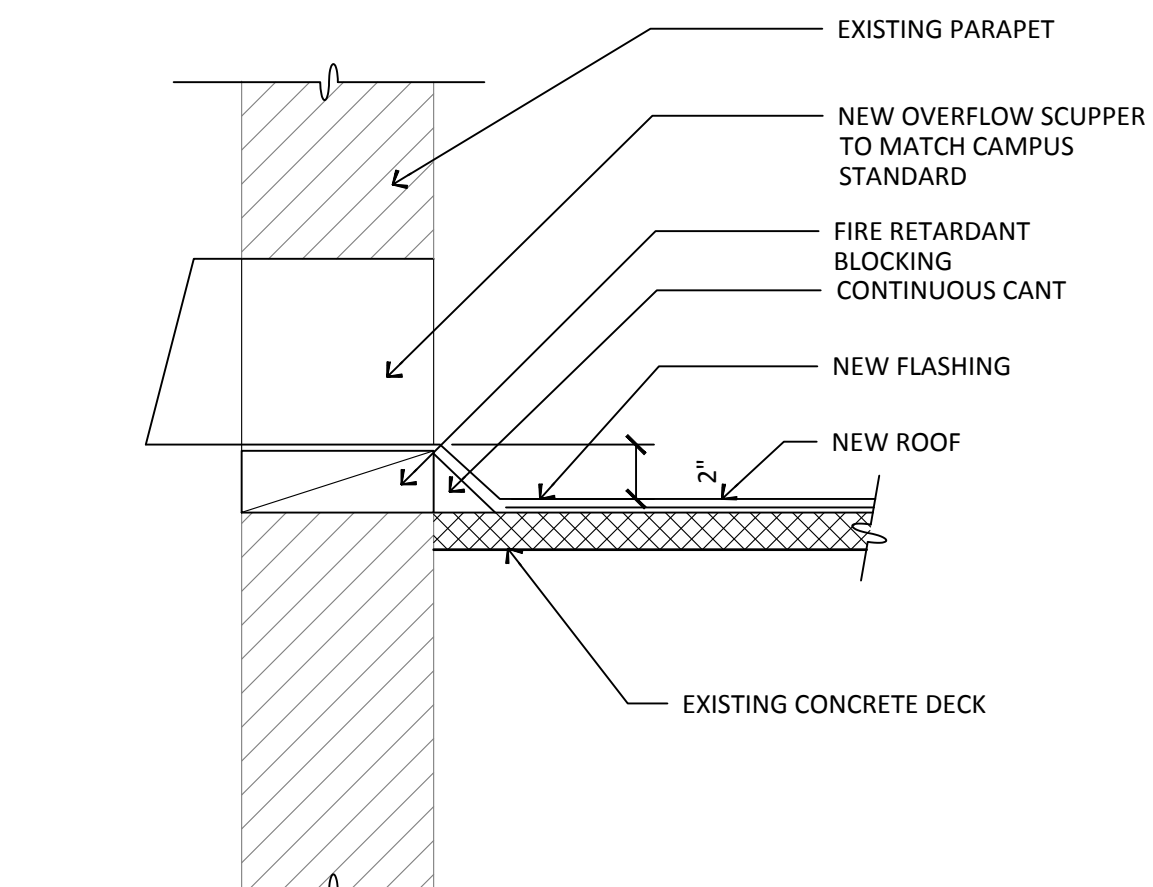 EXISTING PARAPET
NEW OVERFLOW SCUPPER
TO MATCH CAMPUS
STANDARD
FIRE RETARDANT
BLOCKING
CONTINUOUS CANT
NEW FLASHING
NEW ROOF
2"
EXISTING CONCRETE DECK